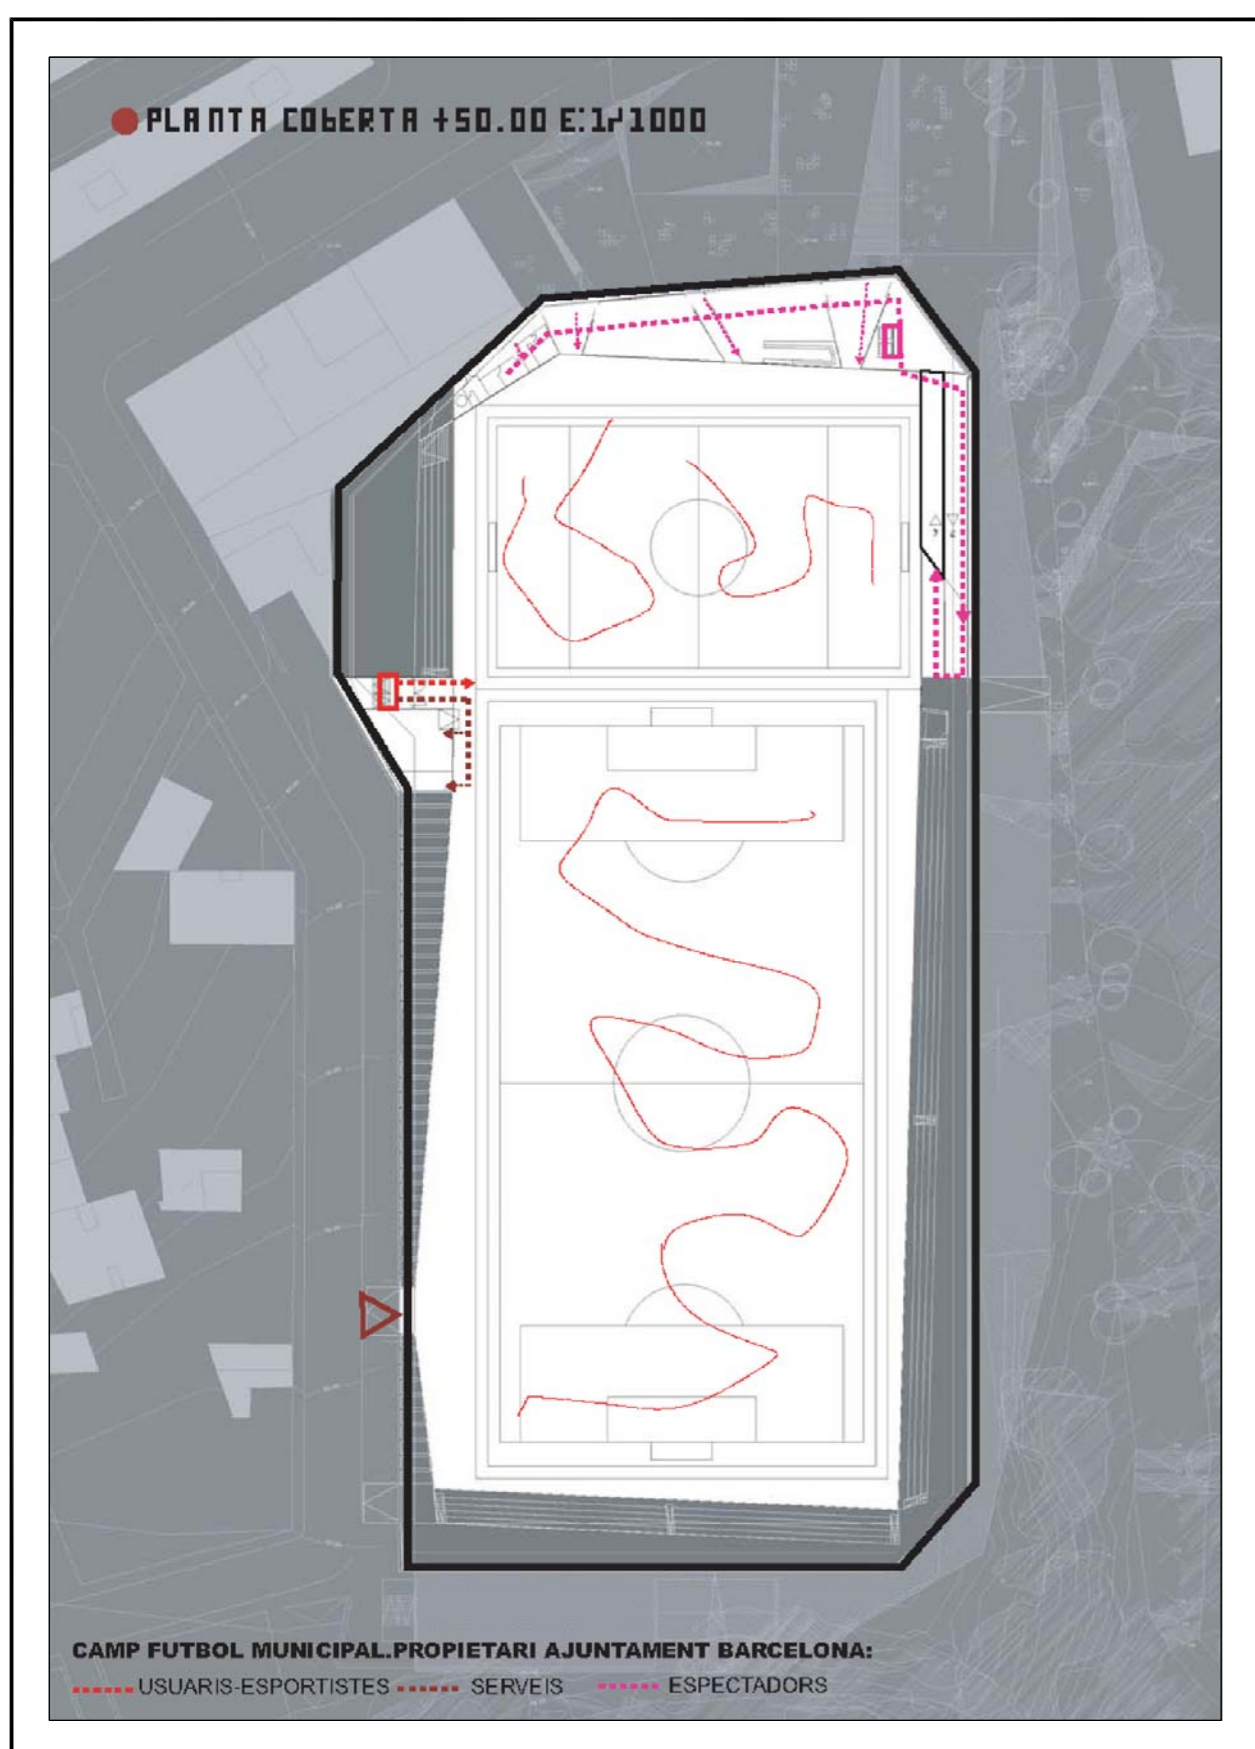 PLANTA COBERTA +50.00 E:1/1000
CAMP FUTBOL MUNICIPAL.PROPIETARI AJUNTAMENT BARCELONA:
USUARIS-ESPORTISTES SERVEIS ESPECTADORS